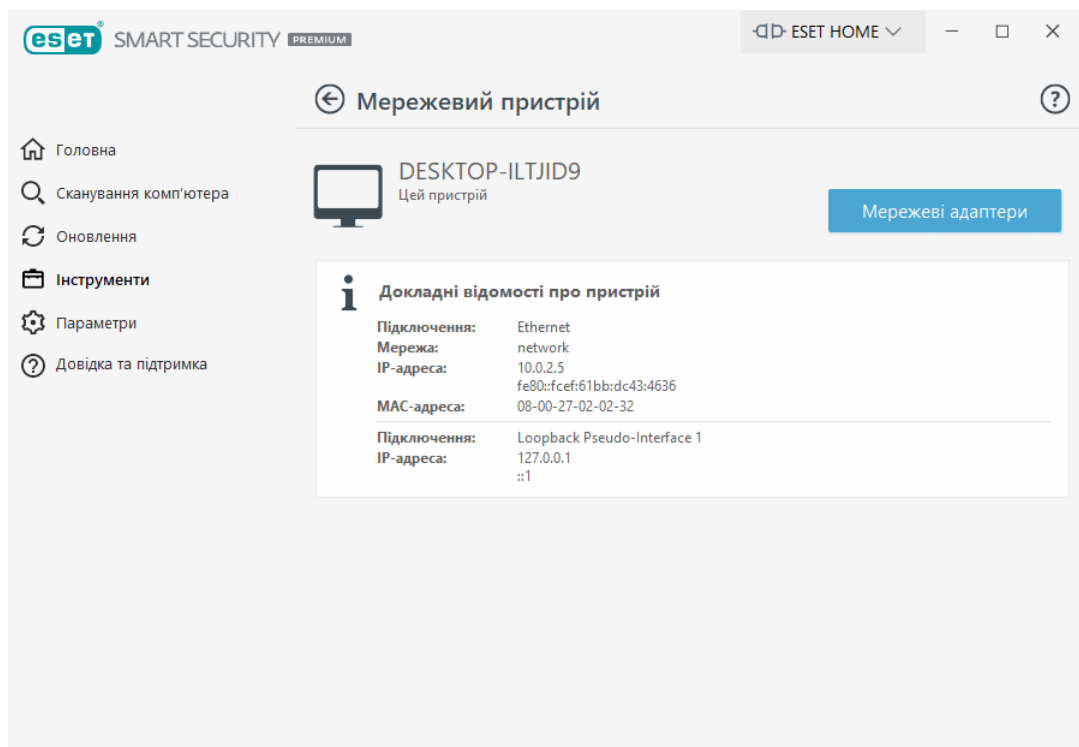 eset® SMART SECURITY PREMIUM
ESET HOME
Мережевий пристрій
?
Головна
Сканування комп'ютера
Оновлення
Інструменти
Параметри
Довідка та підтримка
DESKTOP-ILTJID9
Цей пристрій
Мережеві адаптери
Докладні відомості про пристрій
Підключення: Ethernet
Мережа: network
IP-адреса: 10.0.2.5
fe80::fcef:61bb:dc43:4636
MAC-адреса: 08-00-27-02-02-32
Підключення: Loopback Pseudo-Interface 1
IP-адреса: 127.0.0.1
::1